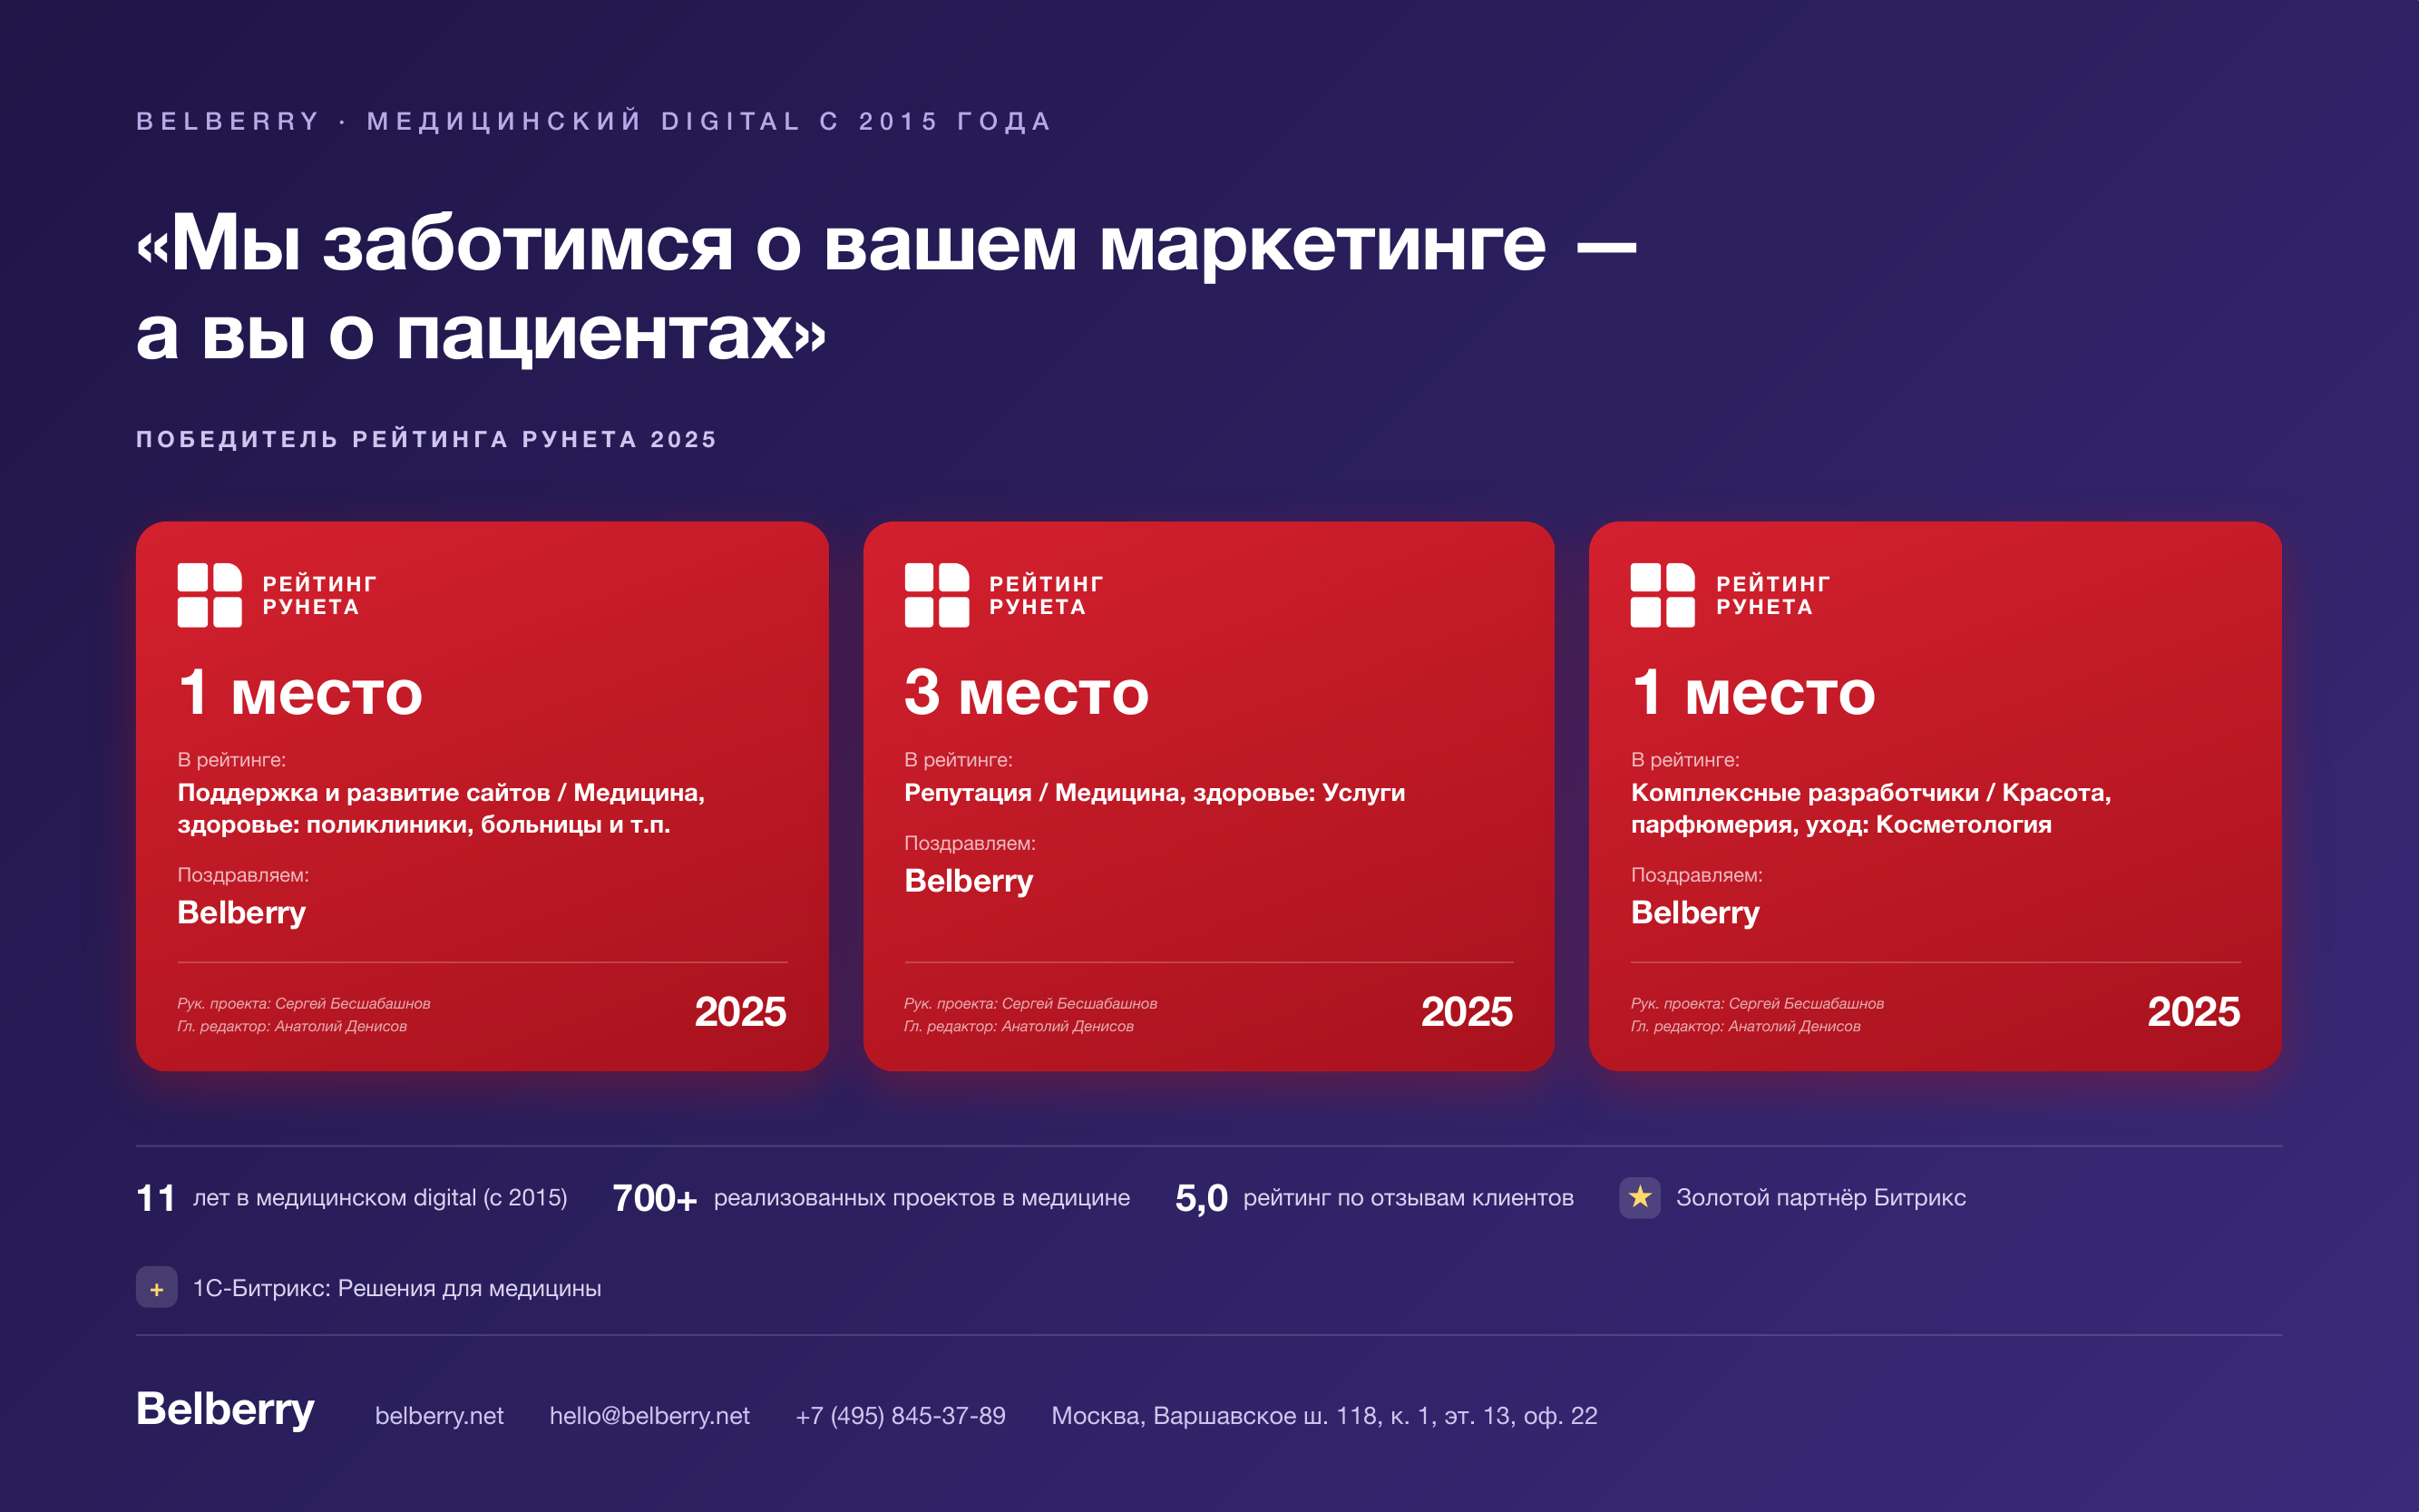 BELBERRY · МЕДИЦИНСКИЙ DIGITAL С 2015 ГОДА
«Мы заботимся о вашем маркетинге —
а вы о пациентах»
ПОБЕДИТЕЛЬ РЕЙТИНГА РУНЕТА 2025
РЕЙТИНГ
РУНЕТА
1 место
В рейтинге:
Поддержка и развитие сайтов / Медицина,
здоровье: поликлиники, больницы и т.п.
Поздравляем:
Belberry
Рук. проекта: Сергей Бесшабашнов
Гл. редактор: Анатолий Денисов
2025
РЕЙТИНГ
РУНЕТА
3 место
В рейтинге:
Репутация / Медицина, здоровье: Услуги
Поздравляем:
Belberry
Рук. проекта: Сергей Бесшабашнов
Гл. редактор: Анатолий Денисов
2025
РЕЙТИНГ
РУНЕТА
1 место
В рейтинге:
Комплексные разработчики / Красота,
парфюмерия, уход: Косметология
Поздравляем:
Belberry
Рук. проекта: Сергей Бесшабашнов
Гл. редактор: Анатолий Денисов
2025
11 лет в медицинском digital (с 2015) 700+ реализованных проектов в медицине 5,0 рейтинг по отзывам клиентов ★ Золотой партнёр Битрикс
+ 1С-Битрикс: Решения для медицины
Belberry belberry.net hello@belberry.net +7 (495) 845-37-89 Москва, Варшавское ш. 118, к. 1, эт. 13, оф. 22